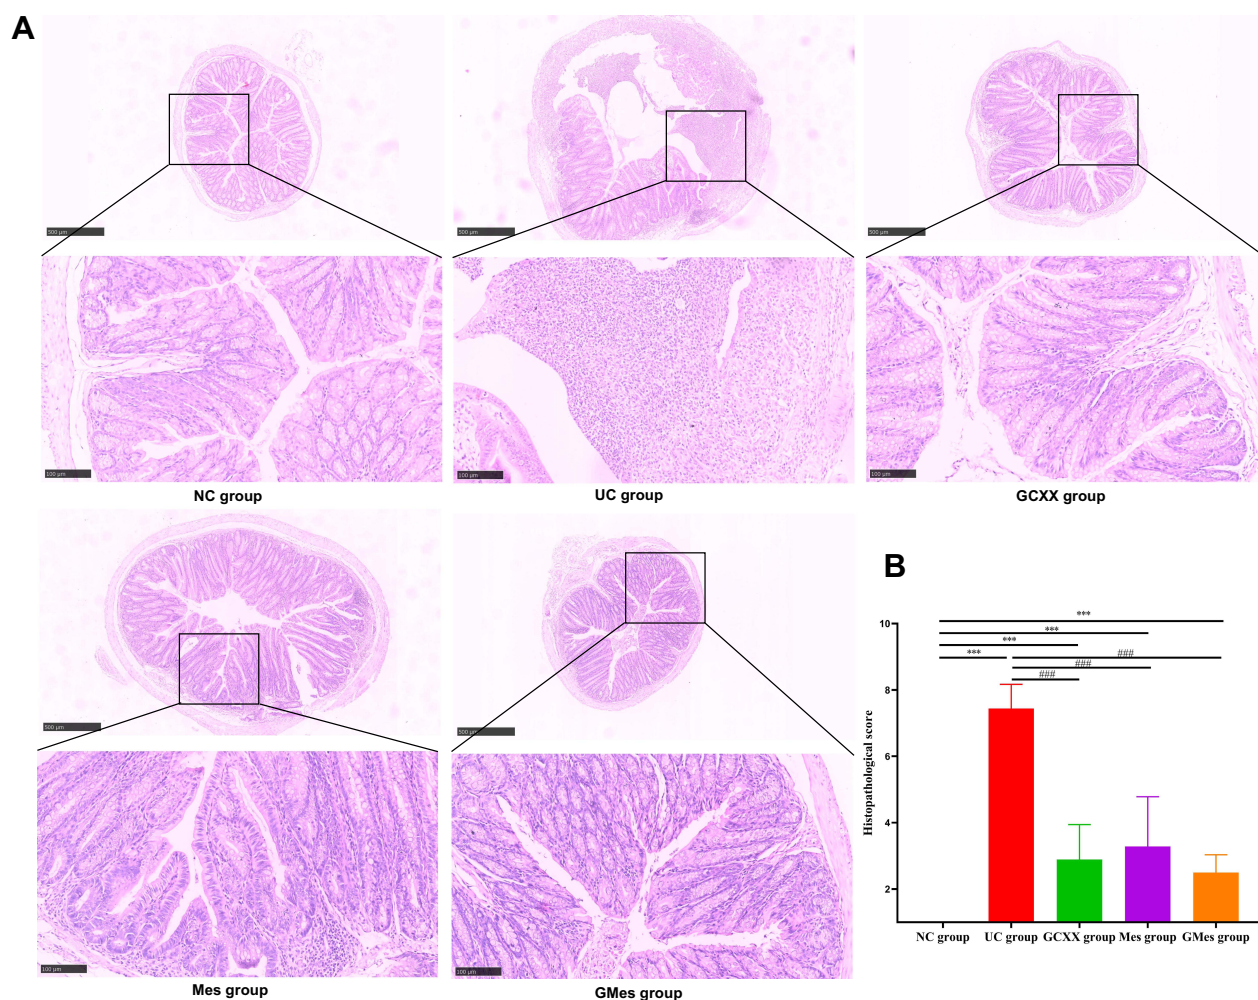 A
500 μm
500 μm
500 μm
100 μm
100 μm
100 μm
NC group
UC group
GCXX group
500 μm
500 μm
100 μm
100 μm
Mes group
GMes group
B
***
***
***
***
###
###
###
10
8
6
4
2
Histopathological score
NC group UC group GCXX group Mes group GMes group